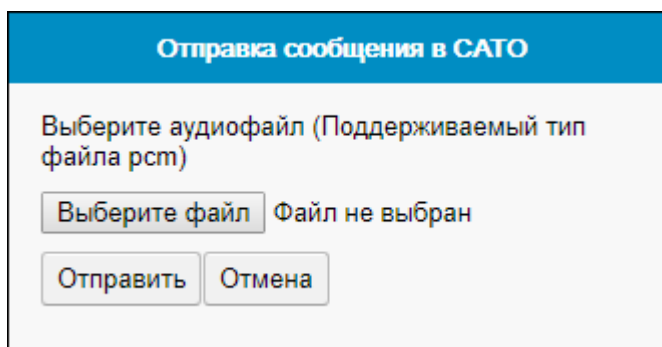 Отправка сообщения в САТО
Выберите аудиофайл (Поддерживаемый тип
файла pcm)
Выберите файл Файл не выбран
Отправить Отмена